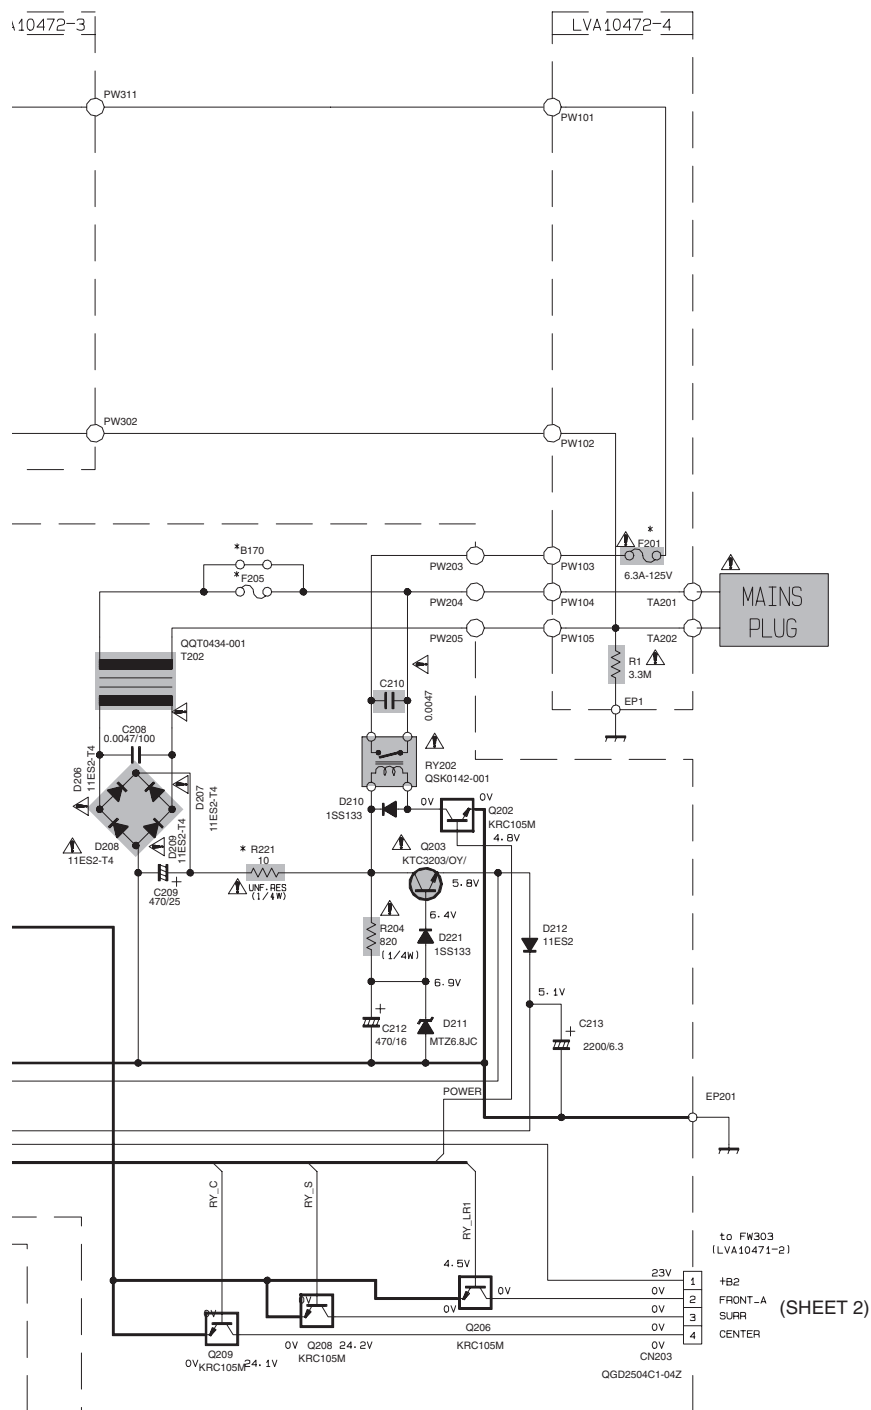 A10472-3
LVA10472-4
PW311
PW101
PW302
PW102
*
F201
6.3A-125V
*B170
*F205
PW203
PW103
PW204
PW104
TA201
PW205
PW105
TA202
MAINS
PLUG
QQT0434-001
T202
R1
3.3M
C210
0.0047
EP1
C208
0.0047/100
D206
11ES2-T4
D207
11ES2-T4
RY202
QSK0142-001
D210
1SS133
0V
0V
Q202
KRC105M
4.8V
D208
11ES2-T4
D209
11ES2-T4
* R221
10
UNF.RES
(1/4W)
Q203
KTC3203/OY/
5.8V
C209
470/25
+
6.4V
R204
820
(1/4W)
D221
1SS133
D212
11ES2
6.9V
5.1V
+
C212
470/16
D211
MTZ6.8JC
+
C213
2200/6.3
POWER
EP201
RY_C
RY_S
RY_LR1
to FW303
(LVA10471-2)
4.5V
23V
1
+B2
0V
0V
2
FRONT_A
(SHEET 2)
0V
0V
0V
3
SURR
0V
Q206
KRC105M
0V
4
CENTER
0V
CN203
QGD2504C1-04Z
0V
Q208
24.2V
KRC105M
Q209
0V
KRC105M
24.1V